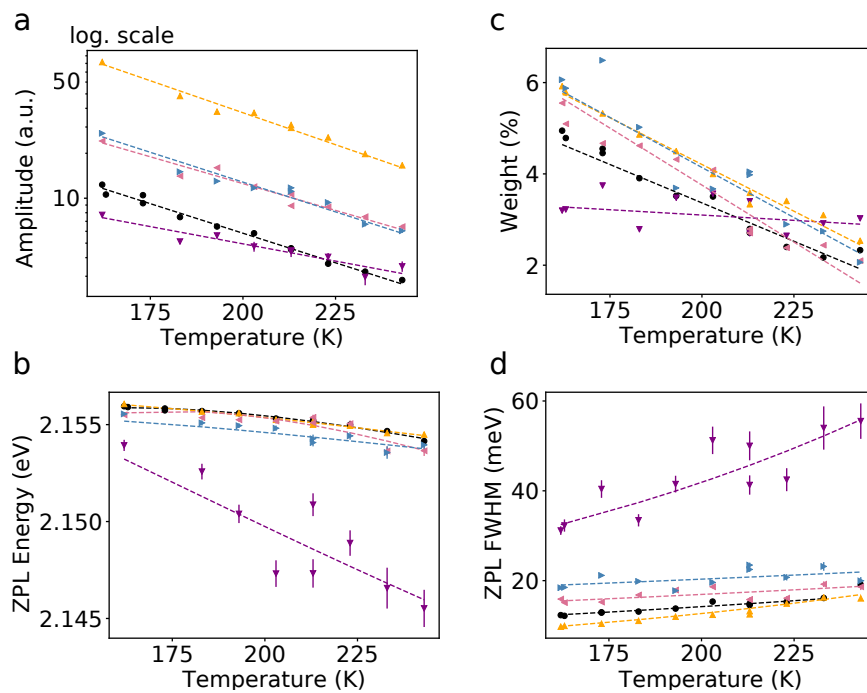 a
log. scale
50
10
Amplitude (a.u.)
175
200
225
Temperature (K)
c
6
4
2
Weight (%)
175
200
225
Temperature (K)
b
2.155
2.150
2.145
ZPL Energy (eV)
175
200
225
Temperature (K)
d
60
40
20
ZPL FWHM (meV)
175
200
225
Temperature (K)